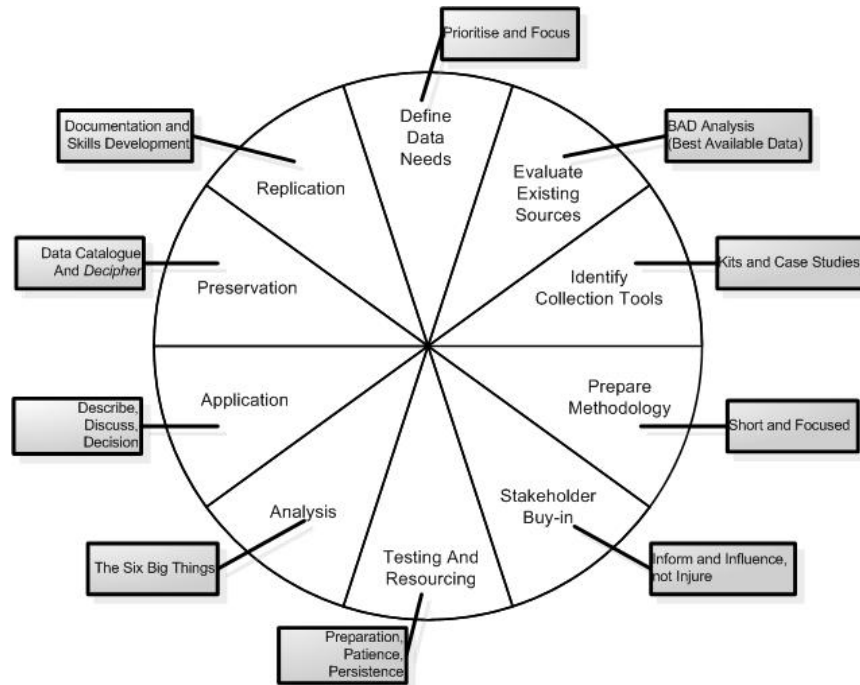 Prioritise and Focus
Define
Data
Needs
BAD Analysis
(Best Available Data)
Evaluate
Existing
Sources
Kits and Case Studies
Identify
Collection Tools
Short and Focused
Prepare
Methodology
Inform and Influence,
not Injure
Stakeholder
Buy-in
Preparation,
Patience,
Persistence
Testing And
Resourcing
The Six Big Things
Analysis
Describe,
Discuss,
Decision
Application
Data Catalogue
And Decipher
Preservation
Documentation and
Skills Development
Replication